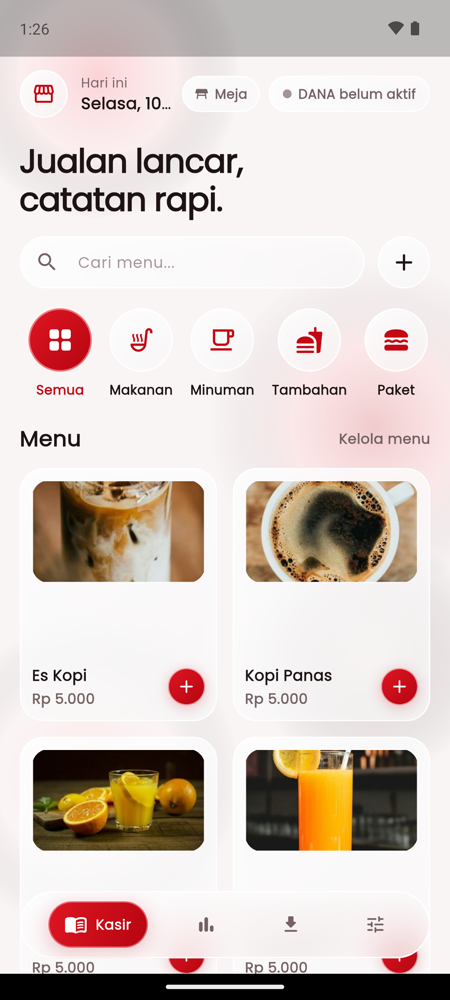 1:26
Hari ini
Selasa, 10...
Meja
DANA belum aktif
Jualan lancar,
catatan rapi.
Cari menu...
Semua
Makanan
Minuman
Tambahan
Paket
Menu
Kelola menu
Es Kopi
Rp 5.000
Kopi Panas
Rp 5.000
Kasir
Rp 5.000
Rp 5.000